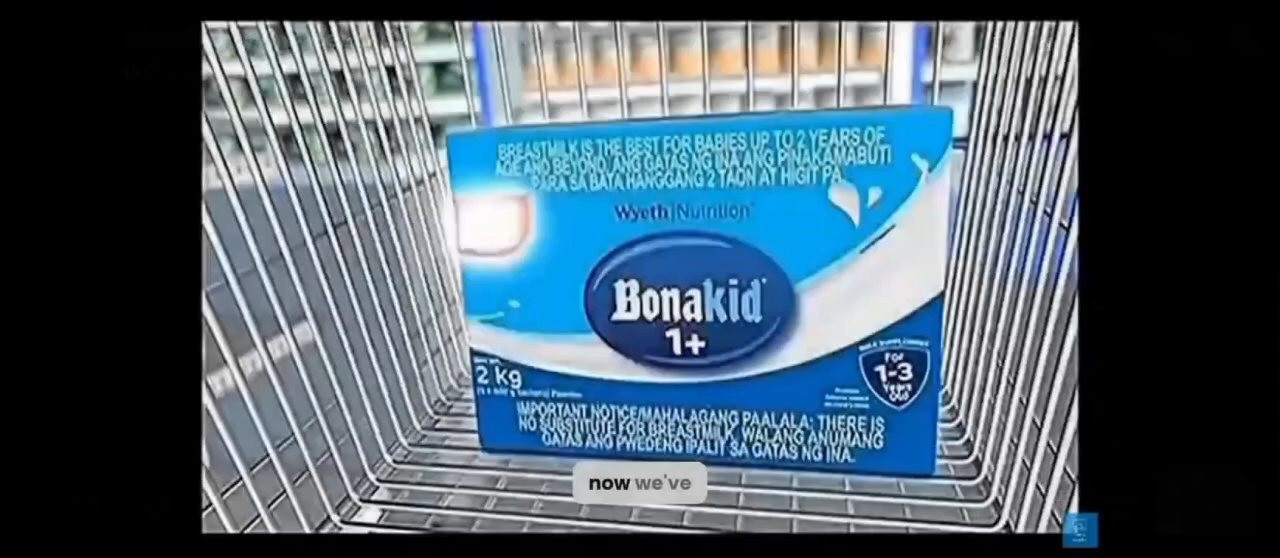 BREASTMILK IS THE BEST FOR BABIES UP TO 2 YEARS OF
AGE AND BEYOND. ANG GATAS NG INA ANG PINAKAMABUTI
PARA SA BATA HANGGANG 2 TAON AT HIGIT PA.
Wyeth Nutrition
Bonakid
1+
FOR
1-3
Years
Old
2 kg
IMPORTANT NOTICE/MAHALAGANG PAALALA: THERE IS
NO SUBSTITUTE FOR BREASTMILK. WALANG ANUMANG
GATAS ANG PWEDENG IPALIT SA GATAS NG INA.
now we've